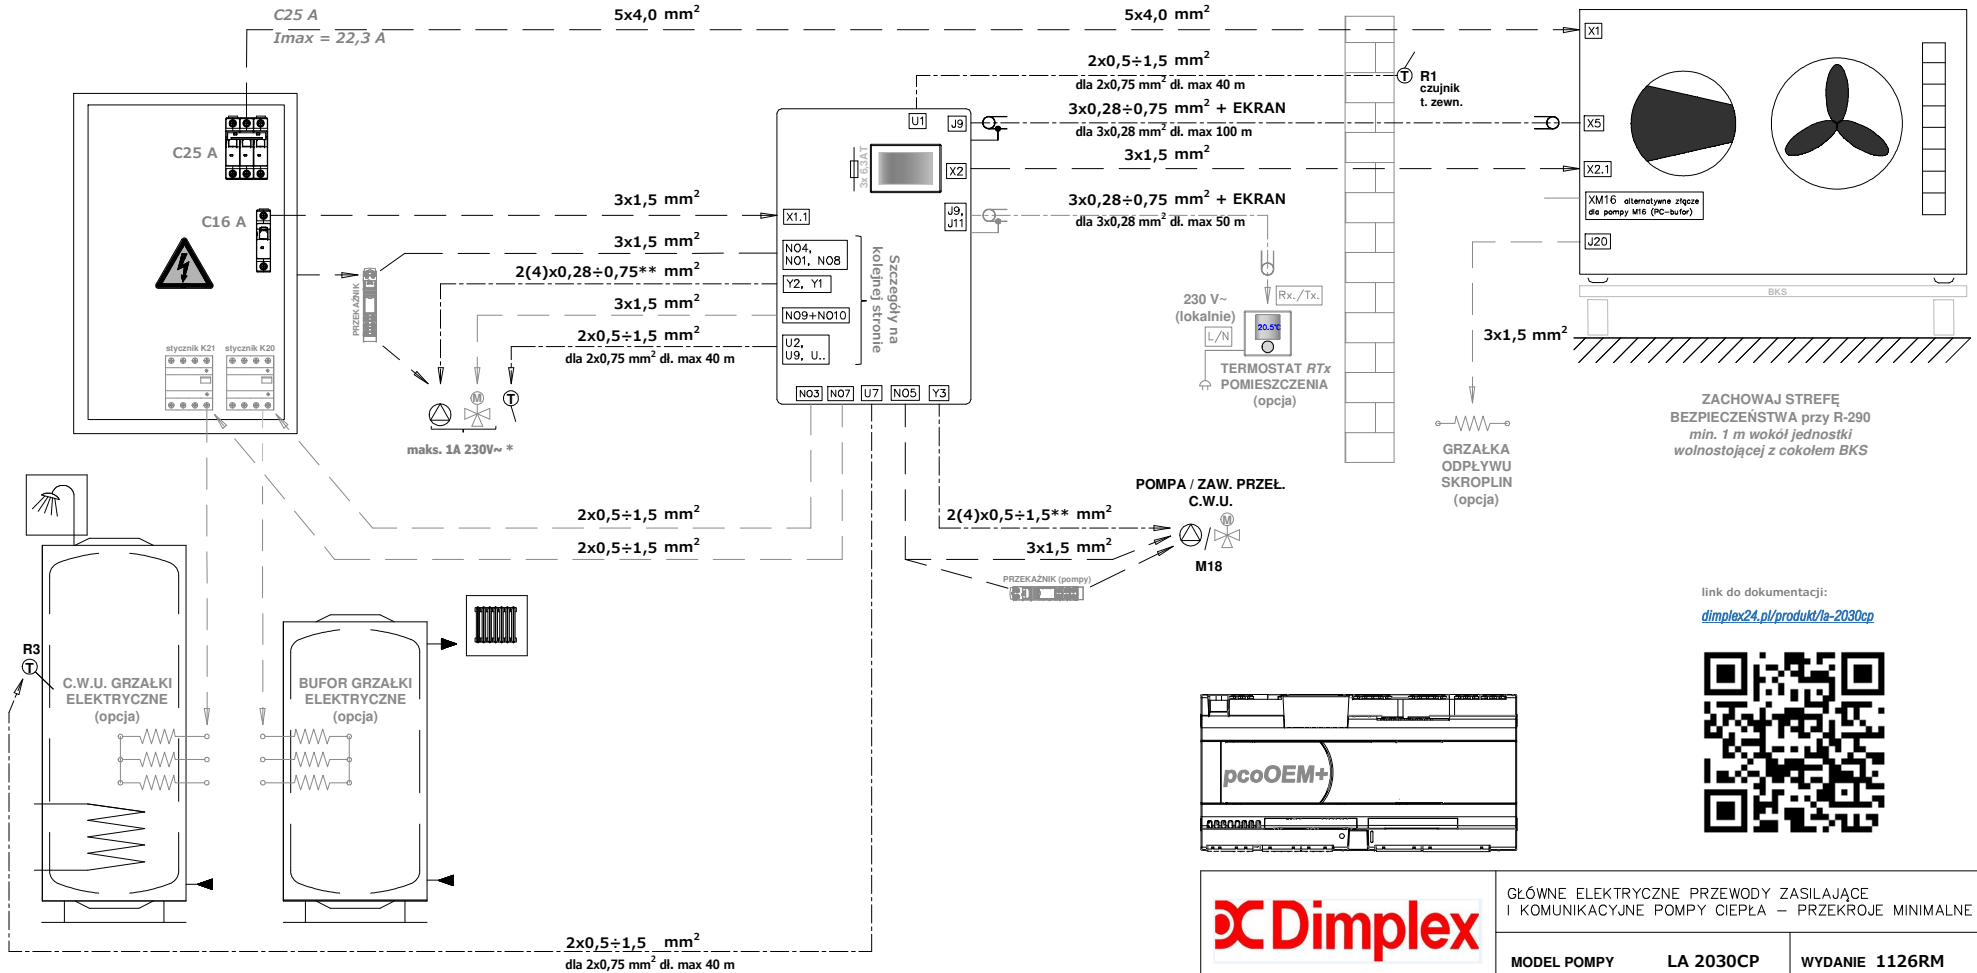 C25 A
Imax = 22,3 A
5x4,0 mm²
5x4,0 mm²
X1
2x0,5÷1,5 mm²
dla 2x0,75 mm² dł. max 40 m
T
R1
czujnik
t. zewn.
3x0,28÷0,75 mm² + EKRAN
dla 3x0,28 mm² dł. max 100 m
U1
J9
X5
C25 A
3x 6,3AT
X2
3x1,5 mm²
X2.1
XM16 alternatywne złącze
dla pompy M16 (PC-bufor)
C16 A
3x1,5 mm²
X1.1
J9,
J11
3x0,28÷0,75 mm² + EKRAN
dla 3x0,28 mm² dł. max 50 m
J20
3x1,5 mm²
NO4,
NO1, NO8
2(4)x0,28÷0,75** mm²
Y2, Y1
3x1,5 mm²
NO9+NO10
2x0,5÷1,5 mm²
dla 2x0,75 mm² dł. max 40 m
U2,
U9, U..
Szczegóły na
kolejnej stronie
PRZEKAŹNIK
230 V~
(lokalnie)
Rx./Tx.
L/N
20.5°C
TERMOSTAT RTx
POMIESZCZENIA
(opcja)
BKS
3x1,5 mm²
stycznik K21
stycznik K20
M
T
maks. 1A 230V~ *
NO3
NO7
U7
NO5
Y3
ZACHOWAJ STREFĘ
BEZPIECZEŃSTWA przy R-290
min. 1 m wokół jednostki
wolnostojącej z cokołem BKS
GRZAŁKA
ODPŁYWU
SKROPLIN
(opcja)
POMPA / ZAW. PRZEŁ.
C.W.U.
2x0,5÷1,5 mm²
2(4)x0,5÷1,5** mm²
M
/
2x0,5÷1,5 mm²
3x1,5 mm²
M18
PRZEKAŹNIK (pompy)
link do dokumentacji:
dimplex24.pl/produkt/la-2030cp
R3
T
C.W.U. GRZAŁKI
ELEKTRYCZNE
(opcja)
BUFOR GRZAŁKI
ELEKTRYCZNE
(opcja)
pcoOEM+
2x0,5÷1,5 mm²
dla 2x0,75 mm² dł. max 40 m
Dimplex
GŁÓWNE ELEKTRYCZNE PRZEWODY ZASILAJĄCE
I KOMUNIKACYJNE POMPY CIEPŁA – PRZEKROJE MINIMALNE
MODEL POMPY LA 2030CP
WYDANIE 1126RM